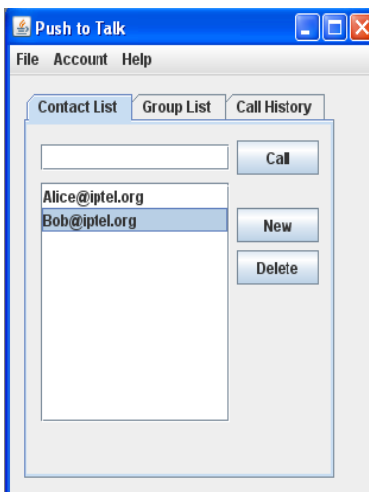 Push to Talk
File Account Help
Contact List Group List Call History
Call
Alice@iptel.org
Bob@iptel.org
New
Delete